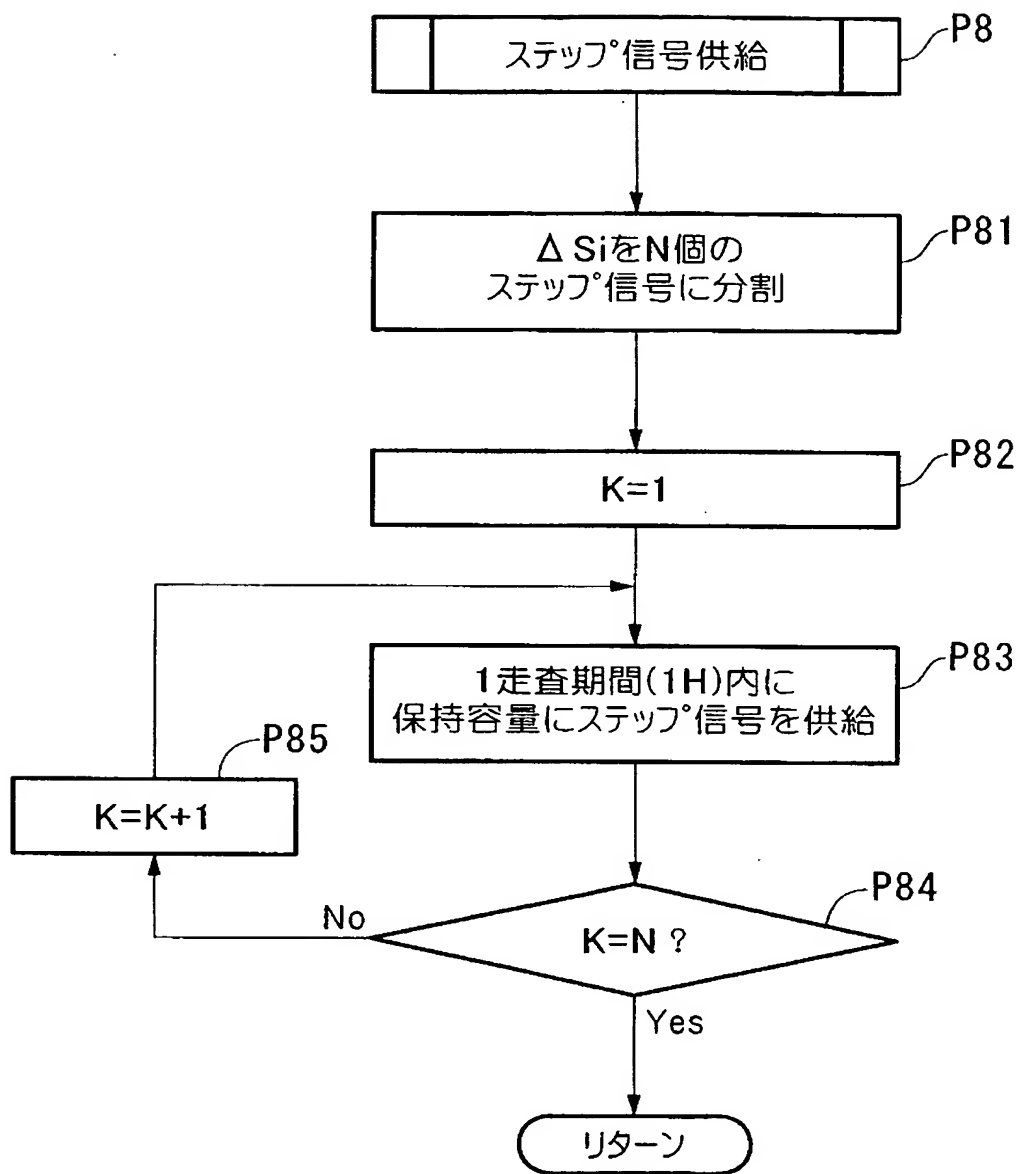 ステップ信号供給
P8
ΔSiをN個の
ステップ信号に分割
P81
K=1
P82
1走査期間(1H)内に
保持容量にステップ信号を供給
P83
P85
K=K+1
K=N ?
P84
No
Yes
リターン